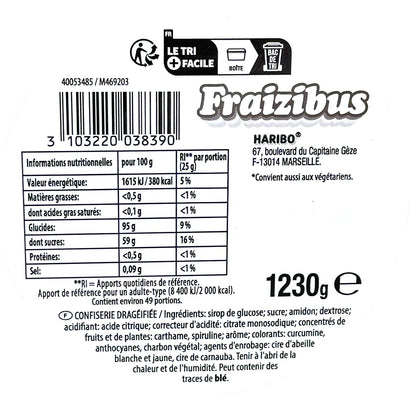 FR
LE TRI
+ FACILE
BOÎTE
BAC
DE
TRI
40053485 / M469203
3 103220 038390
Fraizibus
HARIBO®
67, boulevard du Capitaine Gèze
F-13014 MARSEILLE.
*Convient aussi aux végétariens.
Informations nutritionnelles pour 100 g RI** par portion (25 g)
Valeur énergétique: 1615 kJ / 380 kcal 5 %
Matières grasses: <0,5 g <1 %
dont acides gras saturés: <0,1 g <1 %
Glucides: 95 g 9 %
dont sucres: 59 g 16 %
Protéines: <0,5 g <1 %
Sel: 0,09 g <1 %
**RI = Apports quotidiens de référence.
Apport de référence pour un adulte-type (8 400 kJ/2 000 kcal).
Contient environ 49 portions.
1230g e
F CONFISERIE DRAGÉIFIÉE / Ingrédients: sirop de glucose; sucre; amidon; dextrose;
acidifiant: acide citrique; correcteur d'acidité: citrate monosodique; concentrés de
fruits et de plantes: carthame, spiruline; arôme; colorants: curcumine,
anthocyanes, charbon végétal; agents d'enrobage: cire d'abeille
blanche et jaune, cire de carnauba. Tenir à l'abri de la
chaleur et de l'humidité. Peut contenir des
traces de blé.